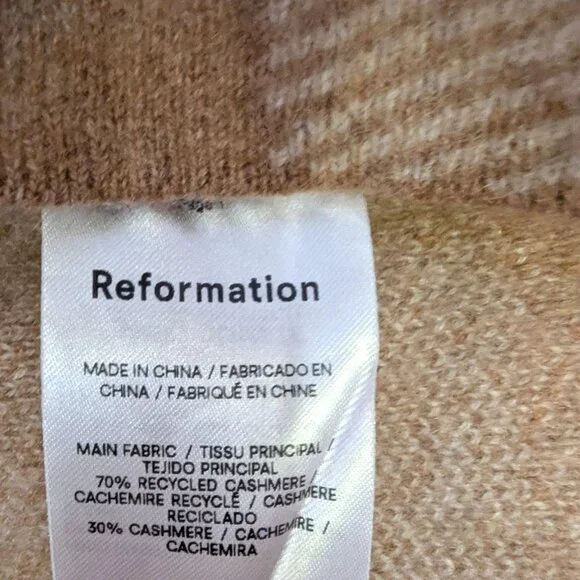 Reformation
MADE IN CHINA / FABRICADO EN
CHINA / FABRIQUÉ EN CHINE
MAIN FABRIC / TISSU PRINCIPAL /
TEJIDO PRINCIPAL
70% RECYCLED CASHMERE /
CACHEMIRE RECYCLÉ / CASHMERE
RECICLADO
30% CASHMERE / CACHEMIRE /
CACHEMIRA